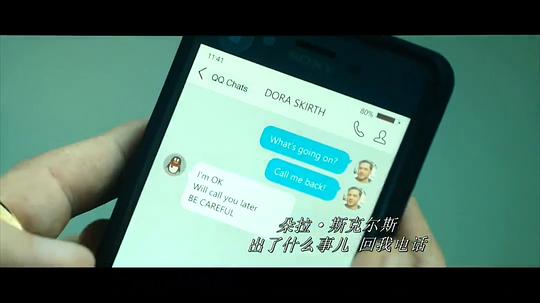 SONY
11:41
80%
QQ Chats
DORA SKIRTH
What's going on?
Call me back!
I'm OK
Will call you later
BE CAREFUL
朵拉·斯克尔斯
出了什么事儿 回我电话